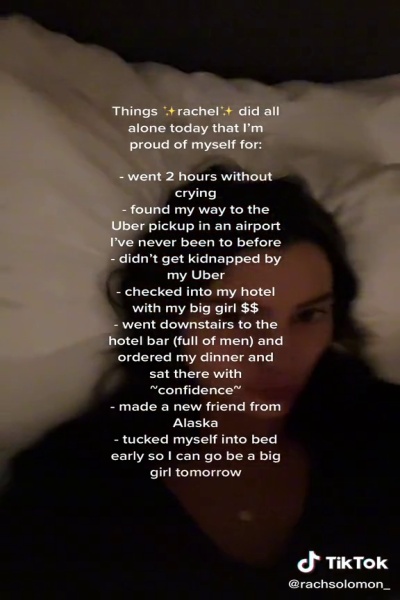 Things ✨rachel✨ did all
alone today that I'm
proud of myself for:
- went 2 hours without
crying
- found my way to the
Uber pickup in an airport
I've never been to before
- didn't get kidnapped by
my Uber
- checked into my hotel
with my big girl $$
- went downstairs to the
hotel bar (full of men) and
ordered my dinner and
sat there with
~confidence~
- made a new friend from
Alaska
- tucked myself into bed
early so I can go be a big
girl tomorrow
TikTok
@rachsolomon_